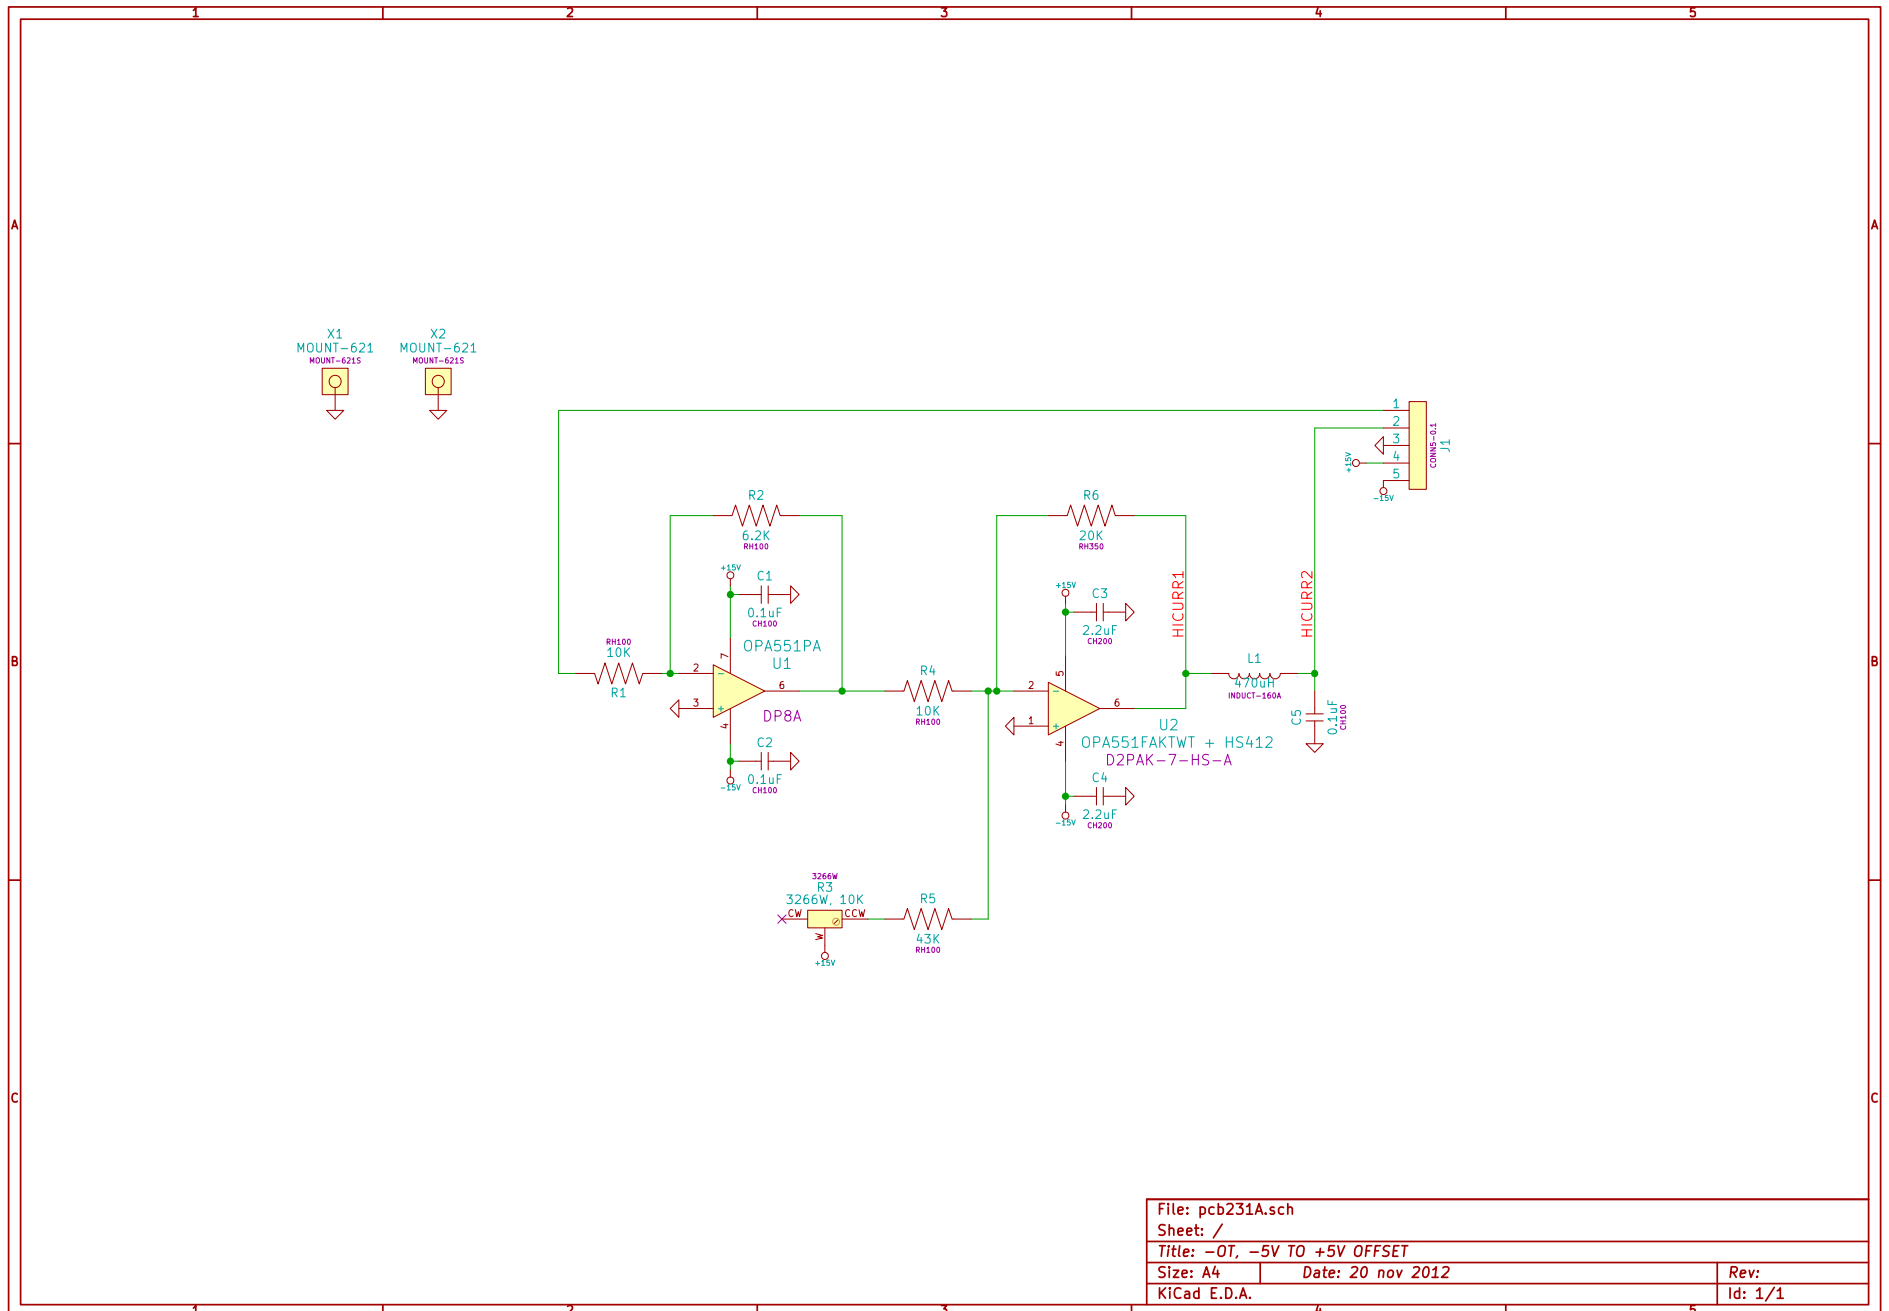 1 2 3 4 5
A A
X1 X2
MOUNT-621 MOUNT-621
MOUNT-621S MOUNT-621S
1
2
3
4
5
+15V
-15V
CONN5-0.1
J1
R2
6.2K
RH100
R6
20K
RH350
+15V
C1
0.1uF
CH100
+15V
C3
2.2uF
CH200
HICURR1
HICURR2
RH100
10K
R1
7
OPA551PA
U1
2
-
6
3
+
4
DP8A
C2
0.1uF
CH100
-15V
R4
10K
RH100
5
2
-
6
1
+
4
U2
OPA551FAKTWT + HS412
D2PAK-7-HS-A
C4
2.2uF
CH200
-15V
L1
470uH
INDUCT-160A
C5
0.1uF
CH100
B B
3266W
R3
3266W, 10K
CW CCW
W
+15V
R5
43K
RH100
C C
File: pcb231A.sch
Sheet: /
Title: -OT, -5V TO +5V OFFSET
Size: A4 Date: 20 nov 2012 Rev:
KiCad E.D.A. Id: 1/1
1 2 3 4 5